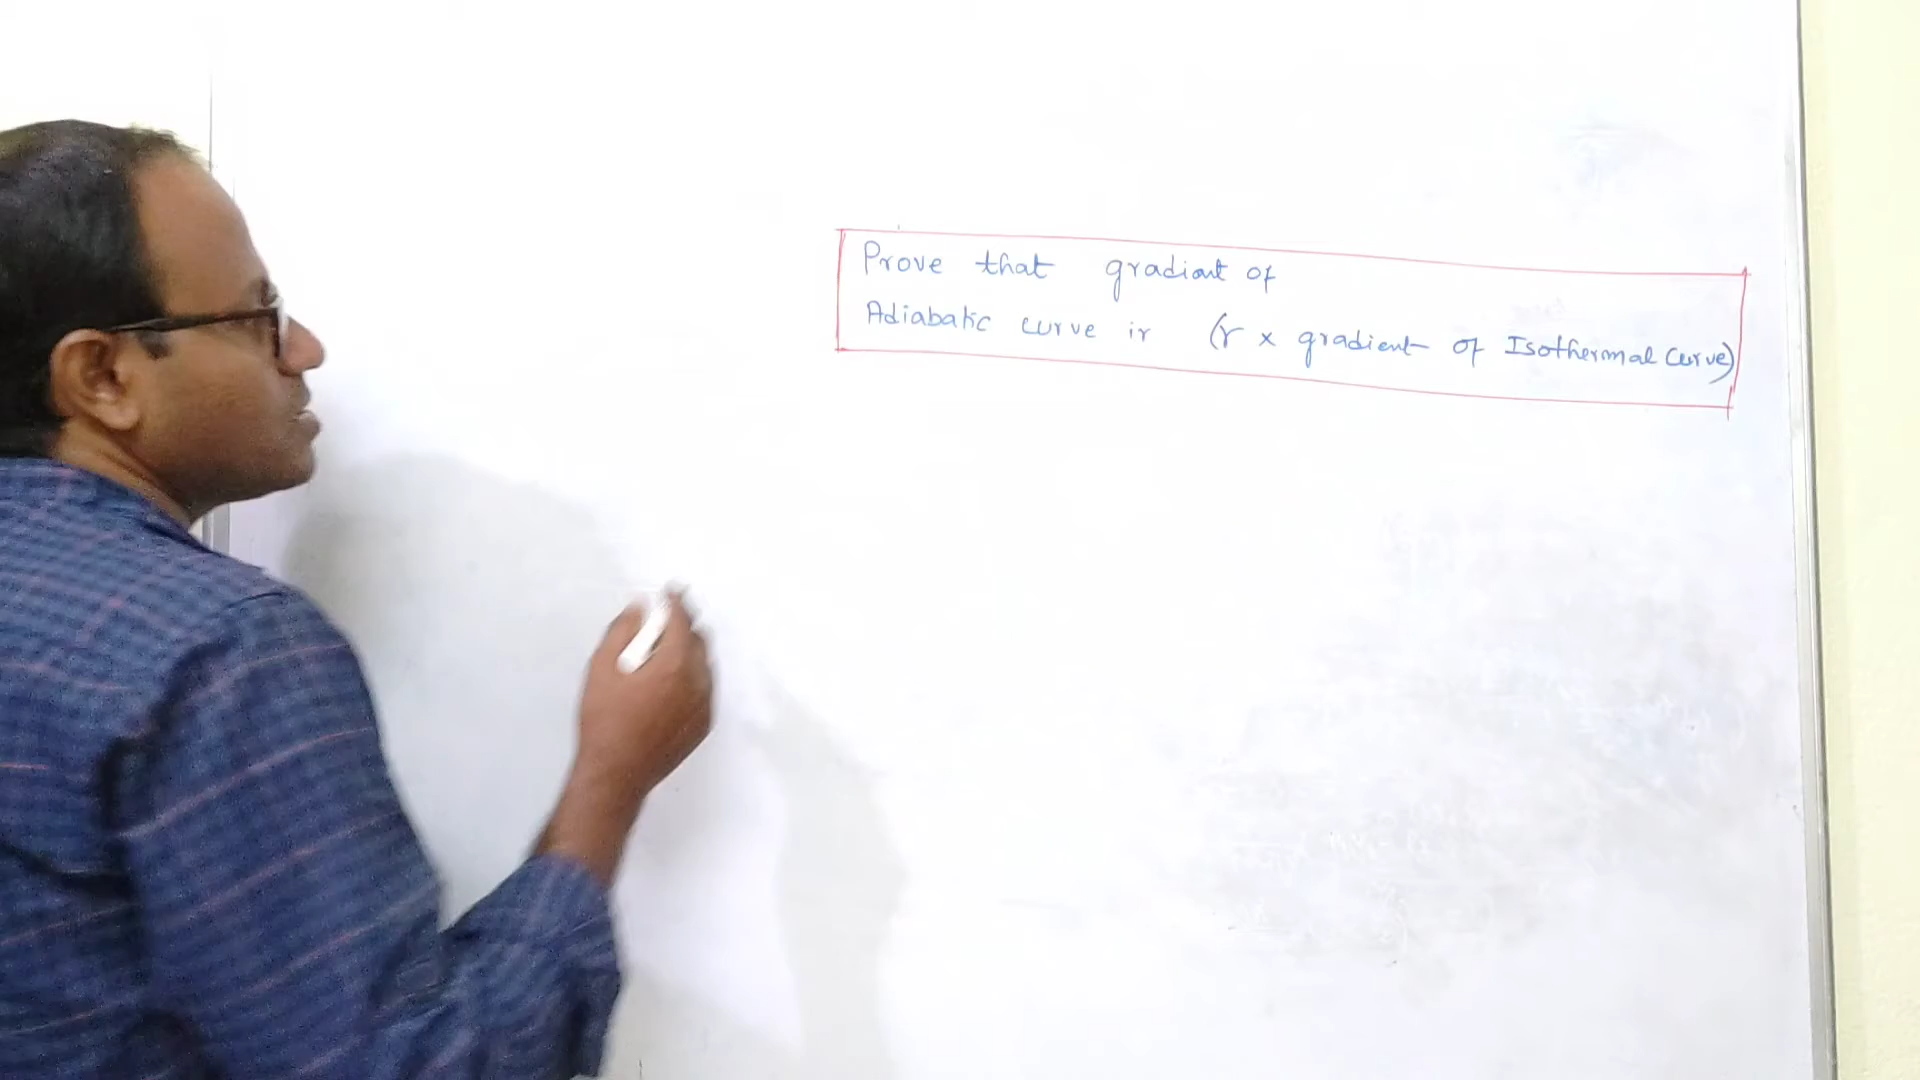 Prove that gradient of
Adiabatic curve is (γ × gradient of Isothermal Curve)